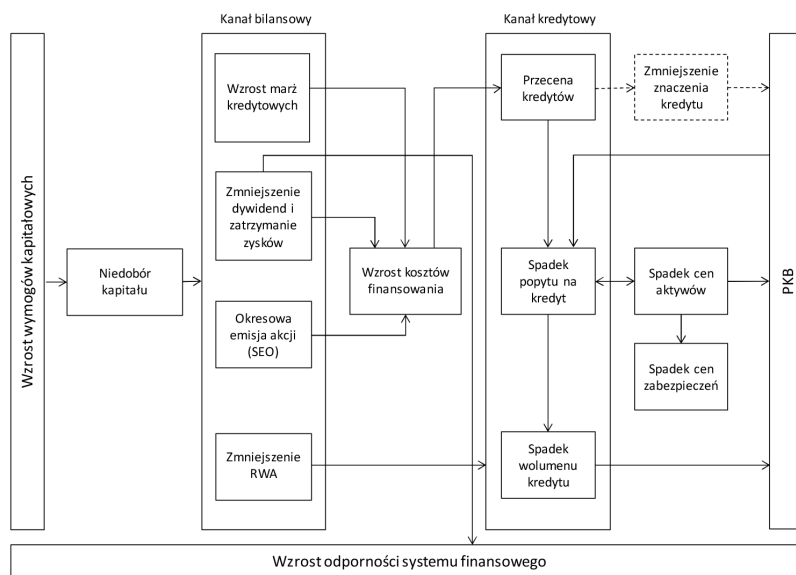 Kanał bilansowy
Kanał kredytowy
Wzrost wymogów kapitałowych
Niedobór
kapitału
Wzrost marż
kredytowych
Zmniejszenie
dywidend i
zatrzymanie
zysków
Okresowa
emisja akcji
(SEO)
Zmniejszenie
RWA
Wzrost kosztów
finansowania
Przecena
kredytów
Spadek
popytu na
kredyt
Spadek
wolumenu
kredytu
Zmniejszenie
znaczenia
kredytu
Spadek cen
aktywów
Spadek cen
zabezpieczeń
PKB
Wzrost odporności systemu finansowego